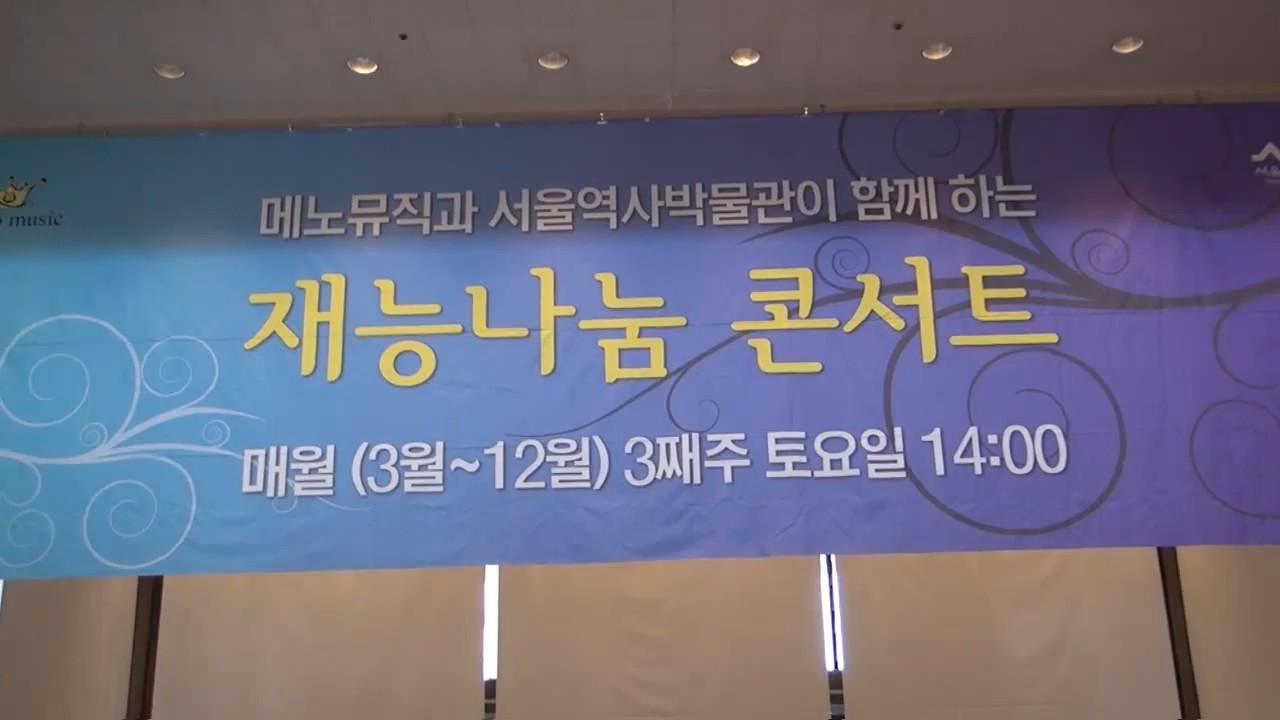 메노뮤직과 서울역사박물관이 함께 하는
music
재능나눔 콘서트
매월 (3월~12월) 3째주 토요일 14:00